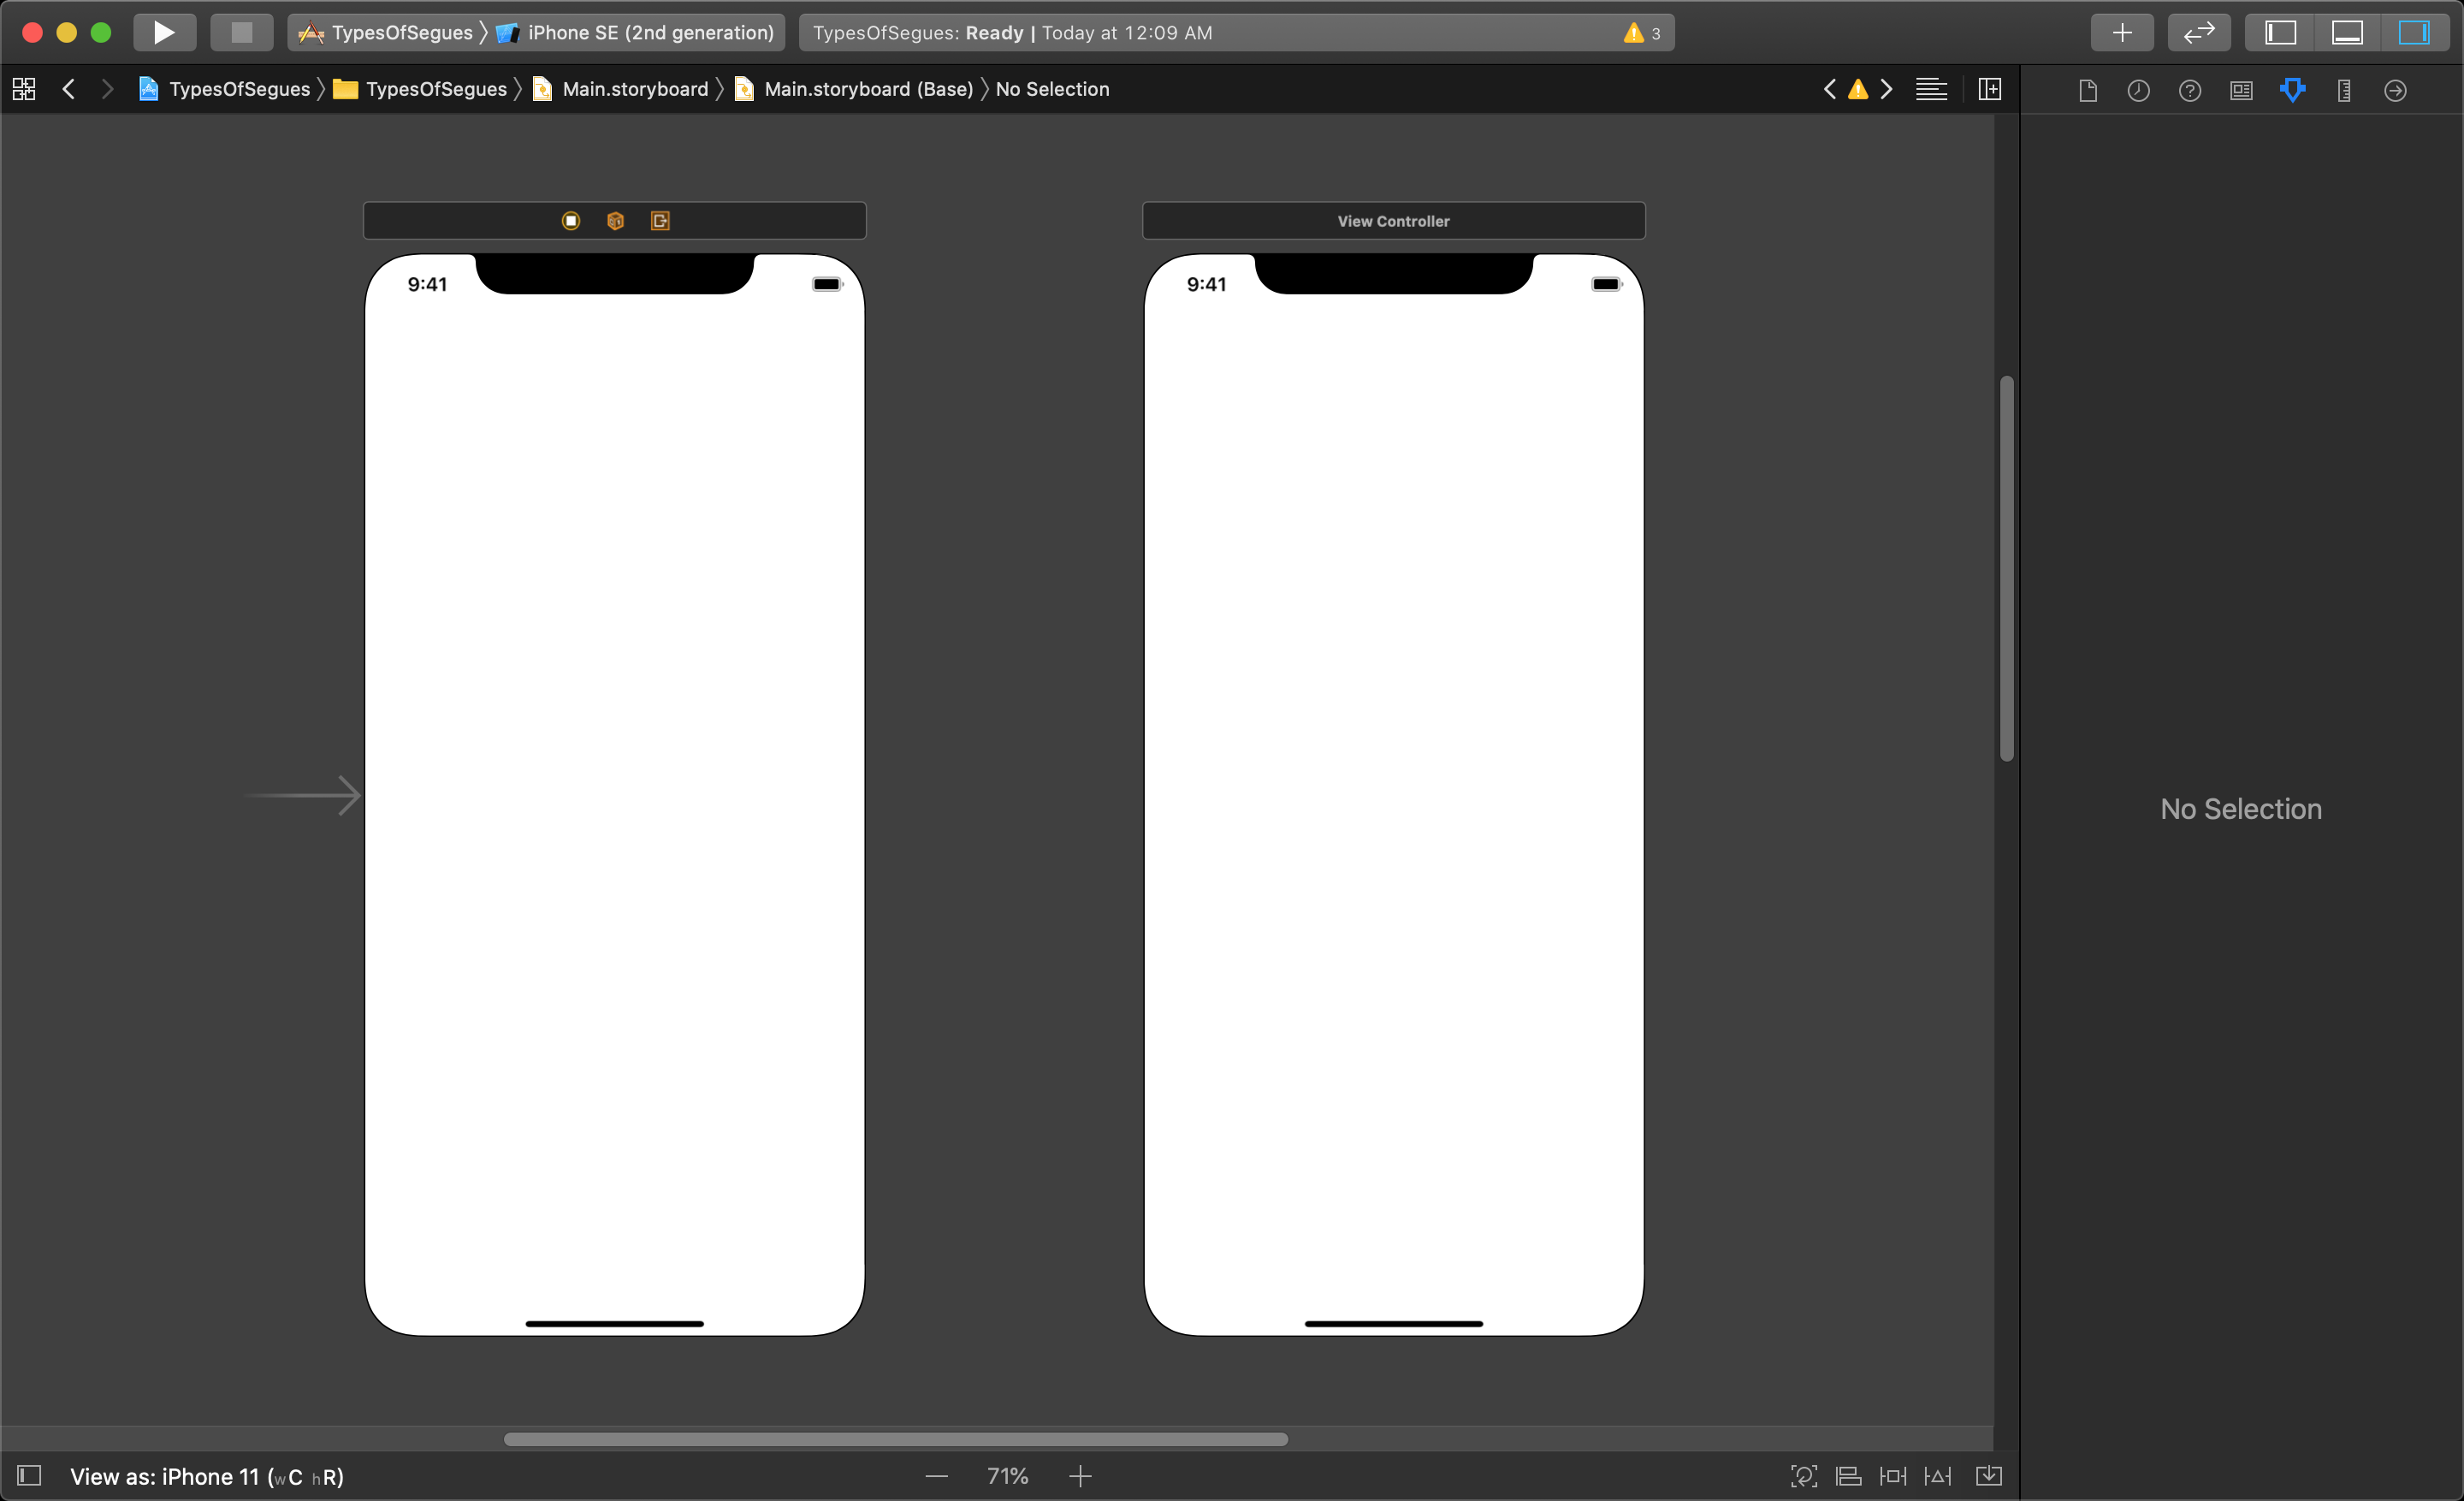 TypesOfSegues 〉 iPhone SE (2nd generation)
TypesOfSegues: Ready | Today at 12:09 AM
3
TypesOfSegues 〉 TypesOfSegues 〉 Main.storyboard 〉 Main.storyboard (Base) 〉 No Selection
View Controller
9:41
9:41
No Selection
View as: iPhone 11 (wC hR)
71%